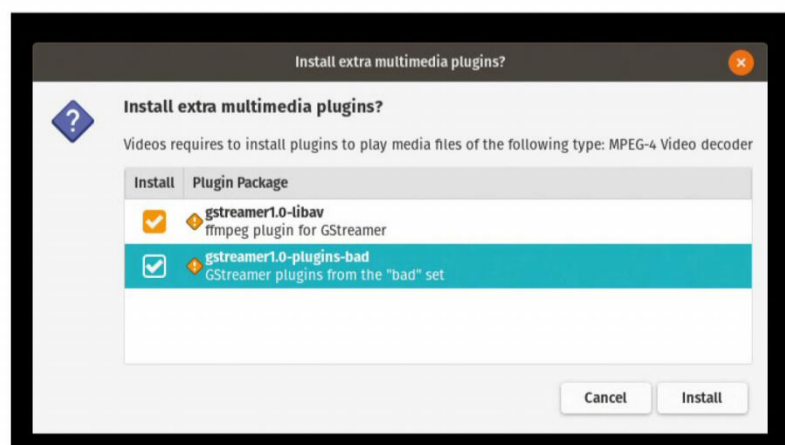 Install extra multimedia plugins?
Install extra multimedia plugins?
Videos requires to install plugins to play media files of the following type: MPEG-4 Video decoder
Install Plugin Package
gstreamer1.0-libav
ffmpeg plugin for GStreamer
gstreamer1.0-plugins-bad
GStreamer plugins from the "bad" set
Cancel Install